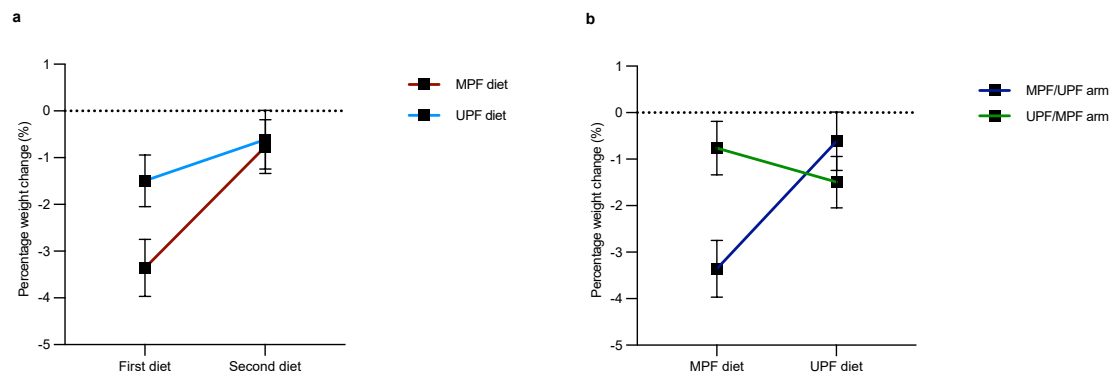 a
Percentage weight change (%)
1
0
-1
-2
-3
-4
-5
First diet Second diet
MPF diet
UPF diet
b
Percentage weight change (%)
1
0
-1
-2
-3
-4
-5
MPF diet UPF diet
MPF/UPF arm
UPF/MPF arm